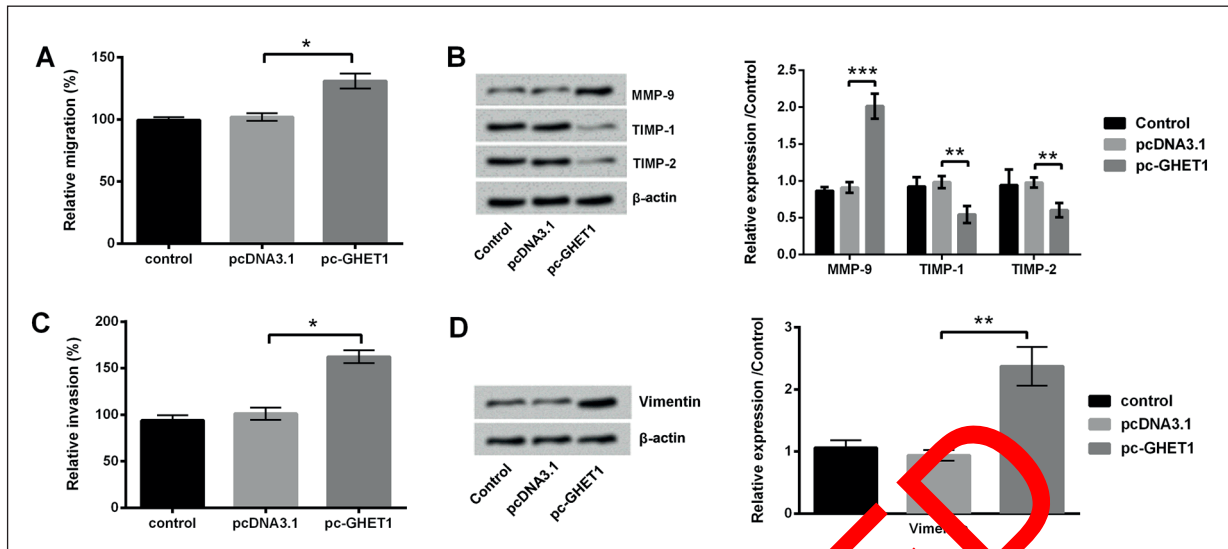 A
Relative migration (%)
150
100
50
0
*
control
pcDNA3.1
pc-GHET1
B
MMP-9
TIMP-1
TIMP-2
β-actin
Control
pcDNA3.1
pc-GHET1
Relative expression /Control
2.5
2.0
1.5
1.0
0.5
0.0
***
**
**
MMP-9
TIMP-1
TIMP-2
Control
pcDNA3.1
pc-GHET1
C
Relative invasion (%)
200
150
100
50
0
*
control
pcDNA3.1
pc-GHET1
D
Vimentin
β-actin
Control
pcDNA3.1
pc-GHET1
Relative expression /Control
3
2
1
0
**
control
pcDNA3.1
pc-GHET1